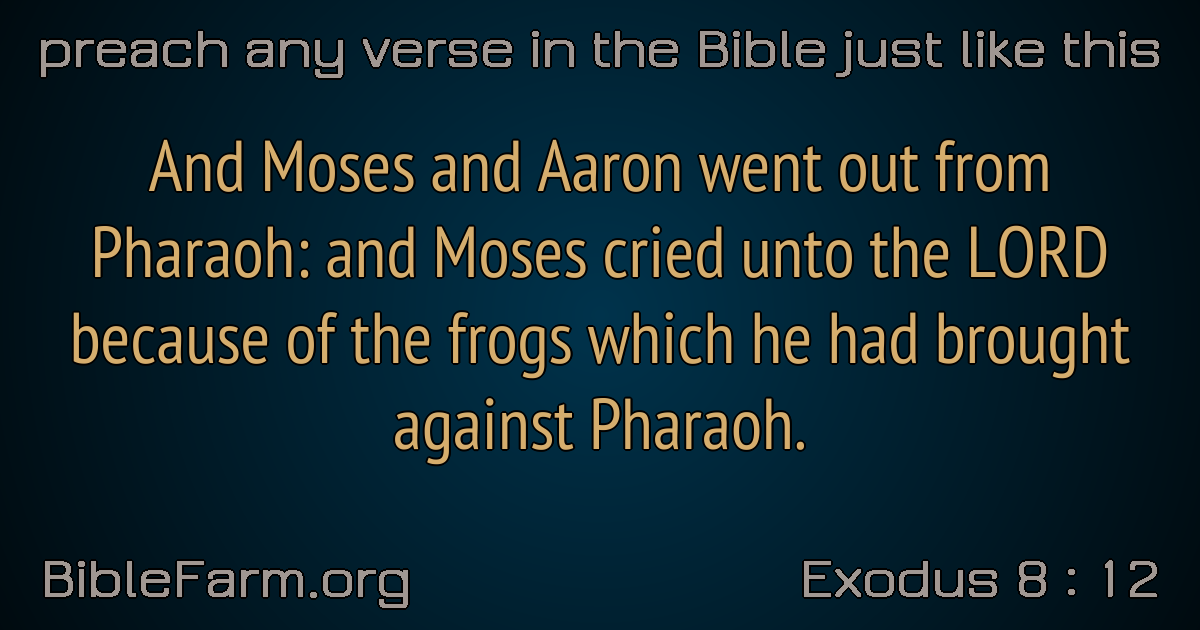 preach any verse in the Bible just like this
And Moses and Aaron went out from
Pharaoh: and Moses cried unto the LORD
because of the frogs which he had brought
against Pharaoh.
BibleFarm.org
Exodus 8 : 12